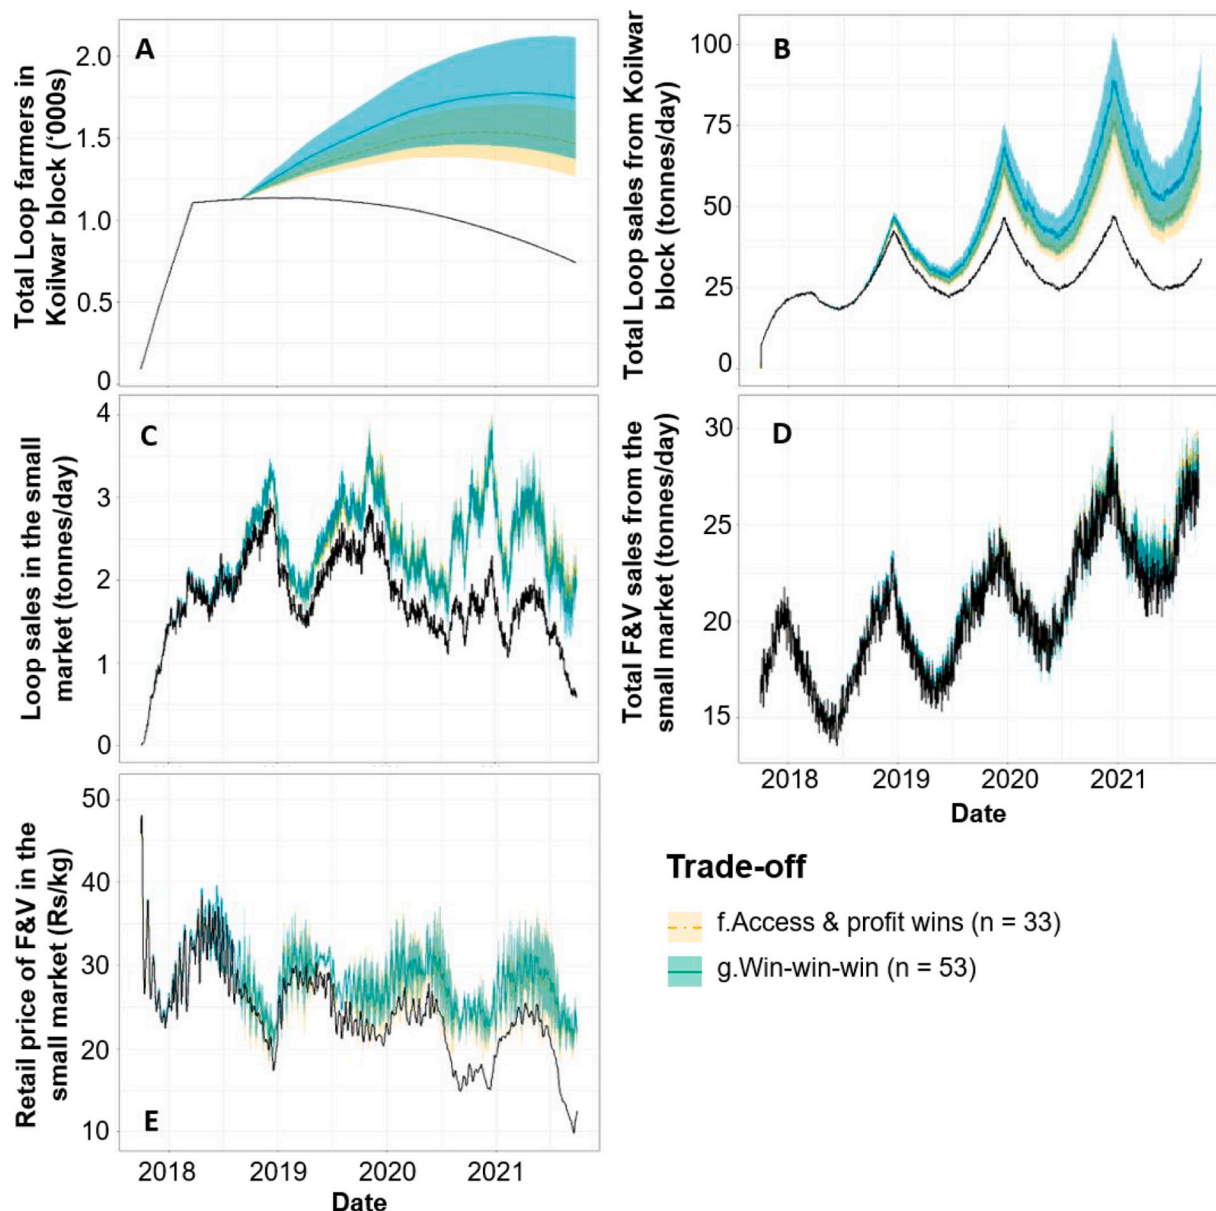 A
Total Loop farmers in
Koilwar block (‘000s)
2.0
1.5
1.0
0.5
0
B
Total Loop sales from Koilwar
block (tonnes/day)
100
75
50
25
0
C
Loop sales in the small
market (tonnes/day)
4
3
2
1
0
D
Total F&V sales from the
small market (tonnes/day)
30
25
20
15
2018 2019 2020 2021
Date
E
Retail price of F&V in the
small market (Rs/kg)
50
40
30
20
10
2018 2019 2020 2021
Date
Trade-off
f.Access & profit wins (n = 33)
g.Win-win-win (n = 53)